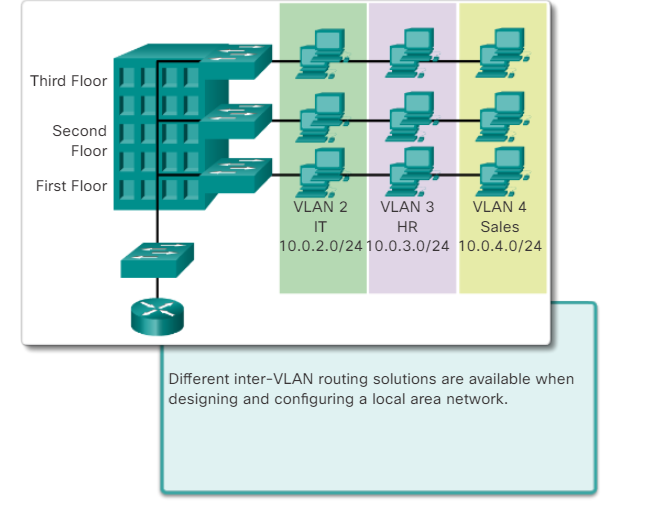 Third Floor
Second
Floor
First Floor
VLAN 2
IT
10.0.2.0/24
VLAN 3
HR
10.0.3.0/24
VLAN 4
Sales
10.0.4.0/24
Different inter-VLAN routing solutions are available when
designing and configuring a local area network.